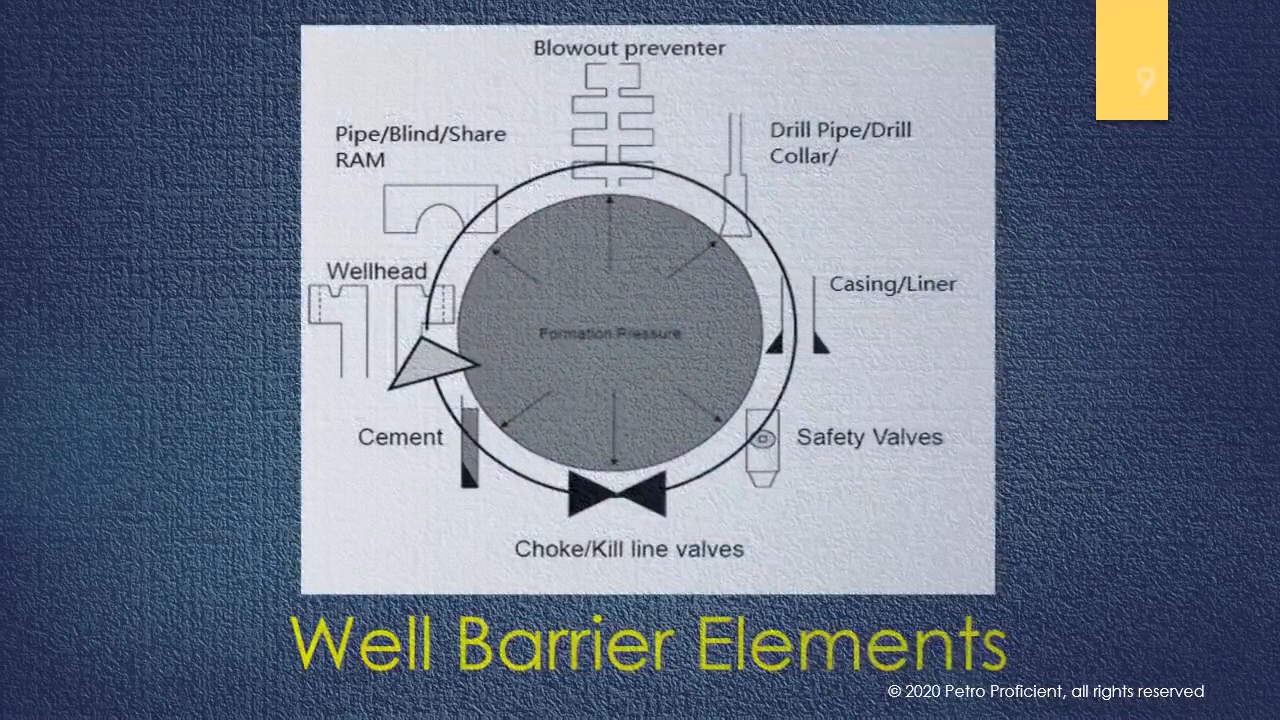 9
Blowout preventer
Pipe/Blind/Share
RAM
Drill Pipe/Drill
Collar/
Wellhead
Casing/Liner
Formation Pressure
Cement
Safety Valves
Choke/Kill line valves
Well Barrier Elements
© 2020 Petro Proficient, all rights reserved